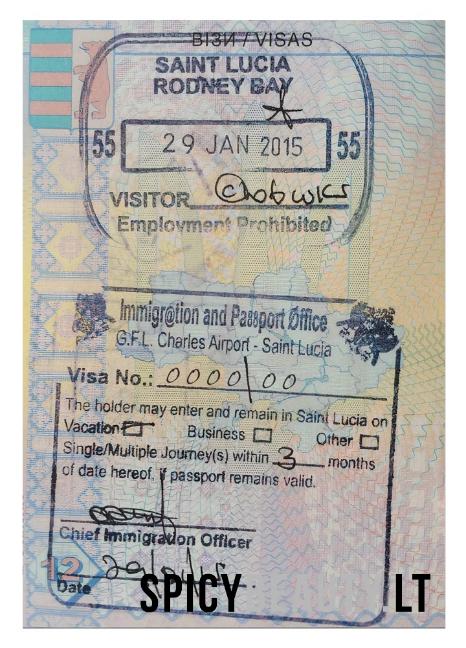 ВІЗИ / VISAS
SAINT LUCIA
RODNEY BAY
55 29 JAN 2015 55
VISITOR
Employment Prohibited
Immigration and Passport Office
G.F.L. Charles Airport - Saint Lucia
Visa No.: 0000/00
The holder may enter and remain in Saint Lucia on
Vacation Business Other
Single/Multiple Journey(s) within 3 months
of date hereof, if passport remains valid.
Chief Immigration Officer
12
Date
SPICY LT